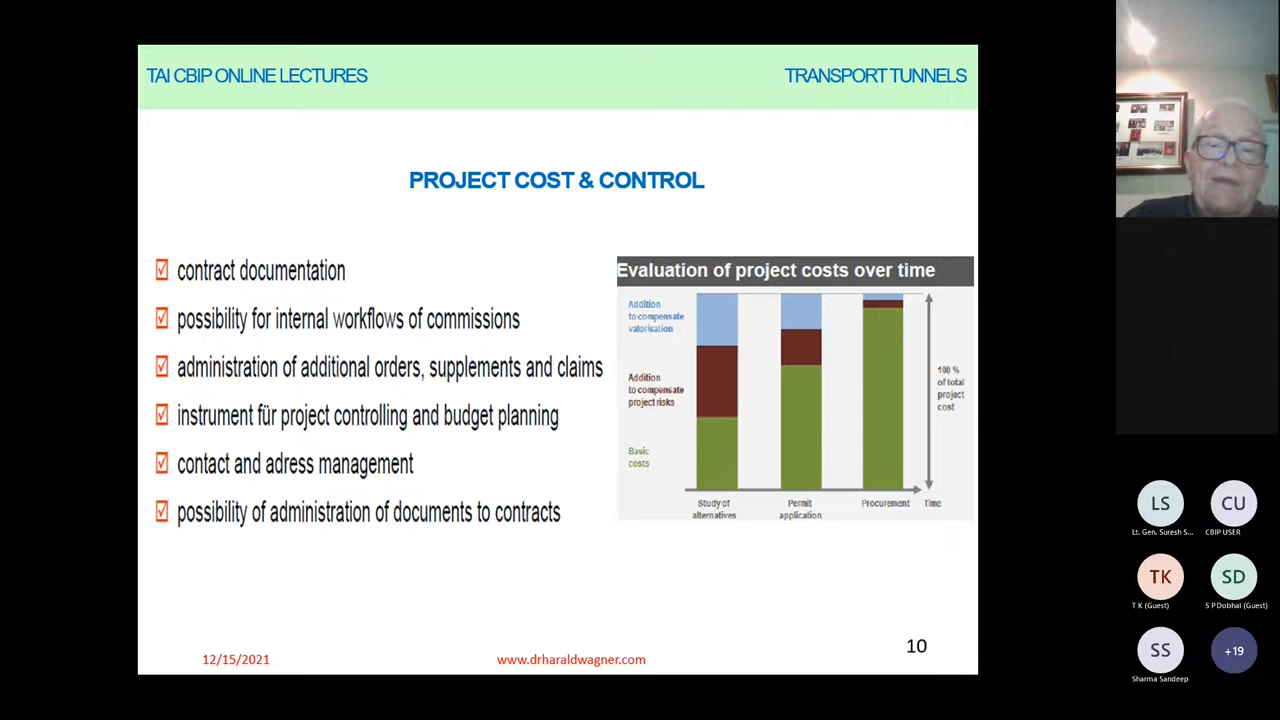 TAI CBIP ONLINE LECTURES
TRANSPORT TUNNELS
PROJECT COST & CONTROL
contract documentation
possibility for internal workflows of commissions
administration of additional orders, supplements and claims
instrument für project controlling and budget planning
contact and adress management
possibility of administration of documents to contracts
Evaluation of project costs over time
Addition
to compensate
valorisation
Addition
to compensate
project risks
Basic
costs
100 %
of total
project
cost
Study of
alternatives
Permit
application
Procurement
Time
12/15/2021
www.drharaldwagner.com
10
LS
Lt. Gen. Suresh S...
CU
CBIP USER
TK
T K (Guest)
SD
S P Dobhal (Guest)
SS
Sharma Sandeep
+19